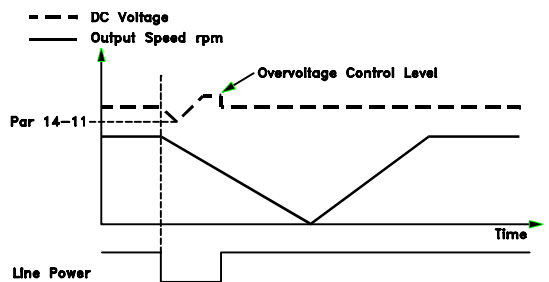 DC Voltage
Output Speed rpm
Overvoltage Control Level
Par 14-11
Time
Line Power